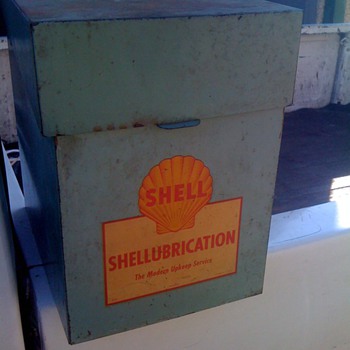 SHELL
SHELLUBRICATION
The Modern Upkeep Service